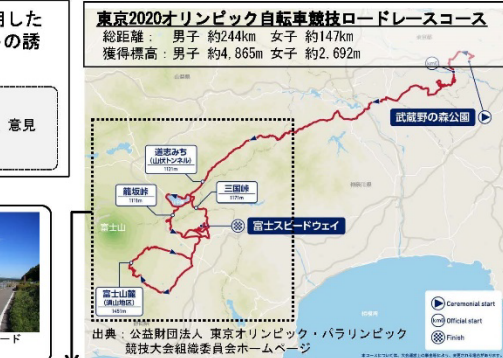 用した
の誘
意見
ード
東京2020オリンピック自転車競技ロードレースコース
総距離： 男子 約244km 女子 約147km
獲得標高：男子 約4,865m 女子 約2,692m
武蔵野の森公園
道志みち
(山伏トンネル)
1121m
籠坂峠
三国峠
1171m
富士山
富士スピードウェイ
富士山麓
1451m
Ceremonial start
km Official start
Finish
出典：公益財団法人 東京オリンピック・パラリンピック
競技大会組織委員会ホームページ